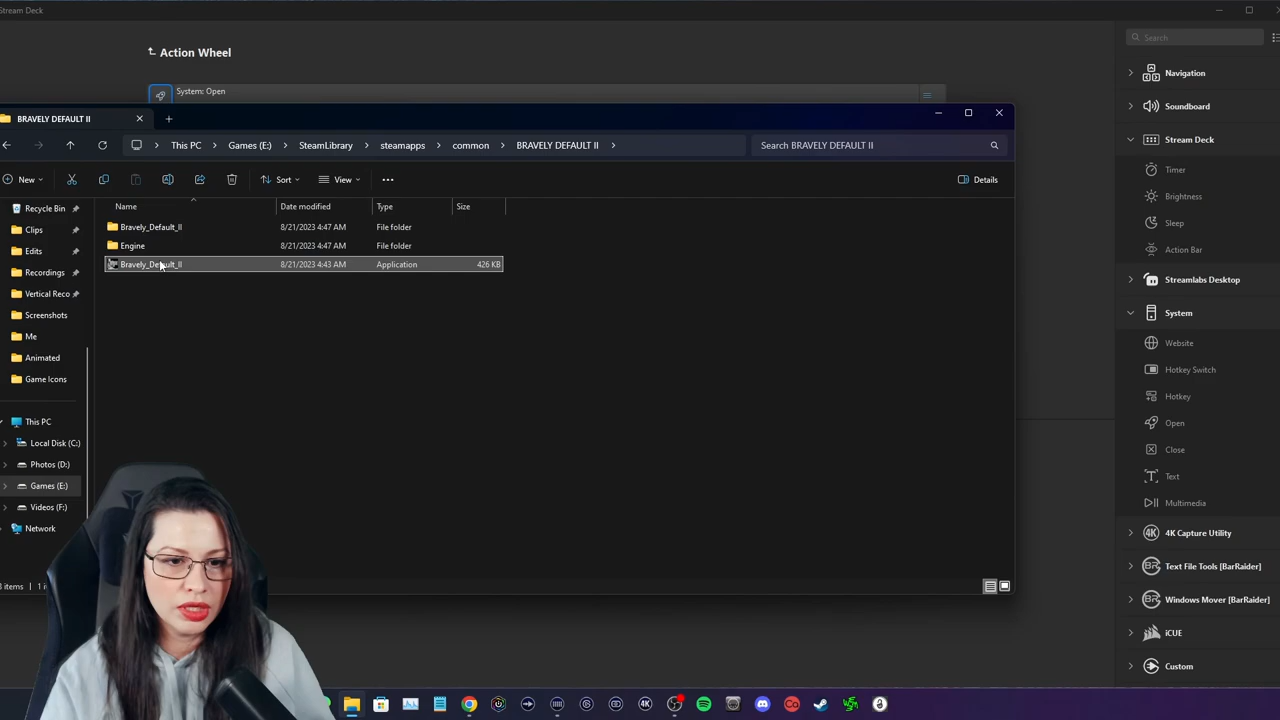 Stream Deck
Action Wheel
Search
System: Open
Navigation
Soundboard
Stream Deck
Timer
Brightness
Sleep
Action Bar
Streamlabs Desktop
System
Website
Hotkey Switch
Hotkey
Open
Close
Text
Multimedia
4K Capture Utility
Text File Tools [BarRaider]
Windows Mover [BarRaider]
iCUE
Custom
BRAVELY DEFAULT II
This PC > Games (E:) > SteamLibrary > steamapps > common > BRAVELY DEFAULT II >
Search BRAVELY DEFAULT II
New
Sort
View
Details
Name Date modified Type Size
Bravely_Default_II 8/21/2023 4:47 AM File folder
Engine 8/21/2023 4:47 AM File folder
Bravely_Default_II 8/21/2023 4:43 AM Application 426 KB
Recycle Bin
Clips
Edits
Recordings
Vertical Reco
Screenshots
Me
Animated
Game Icons
This PC
Local Disk (C:)
Photos (D:)
Games (E:)
Videos (F:)
Network
items
4K